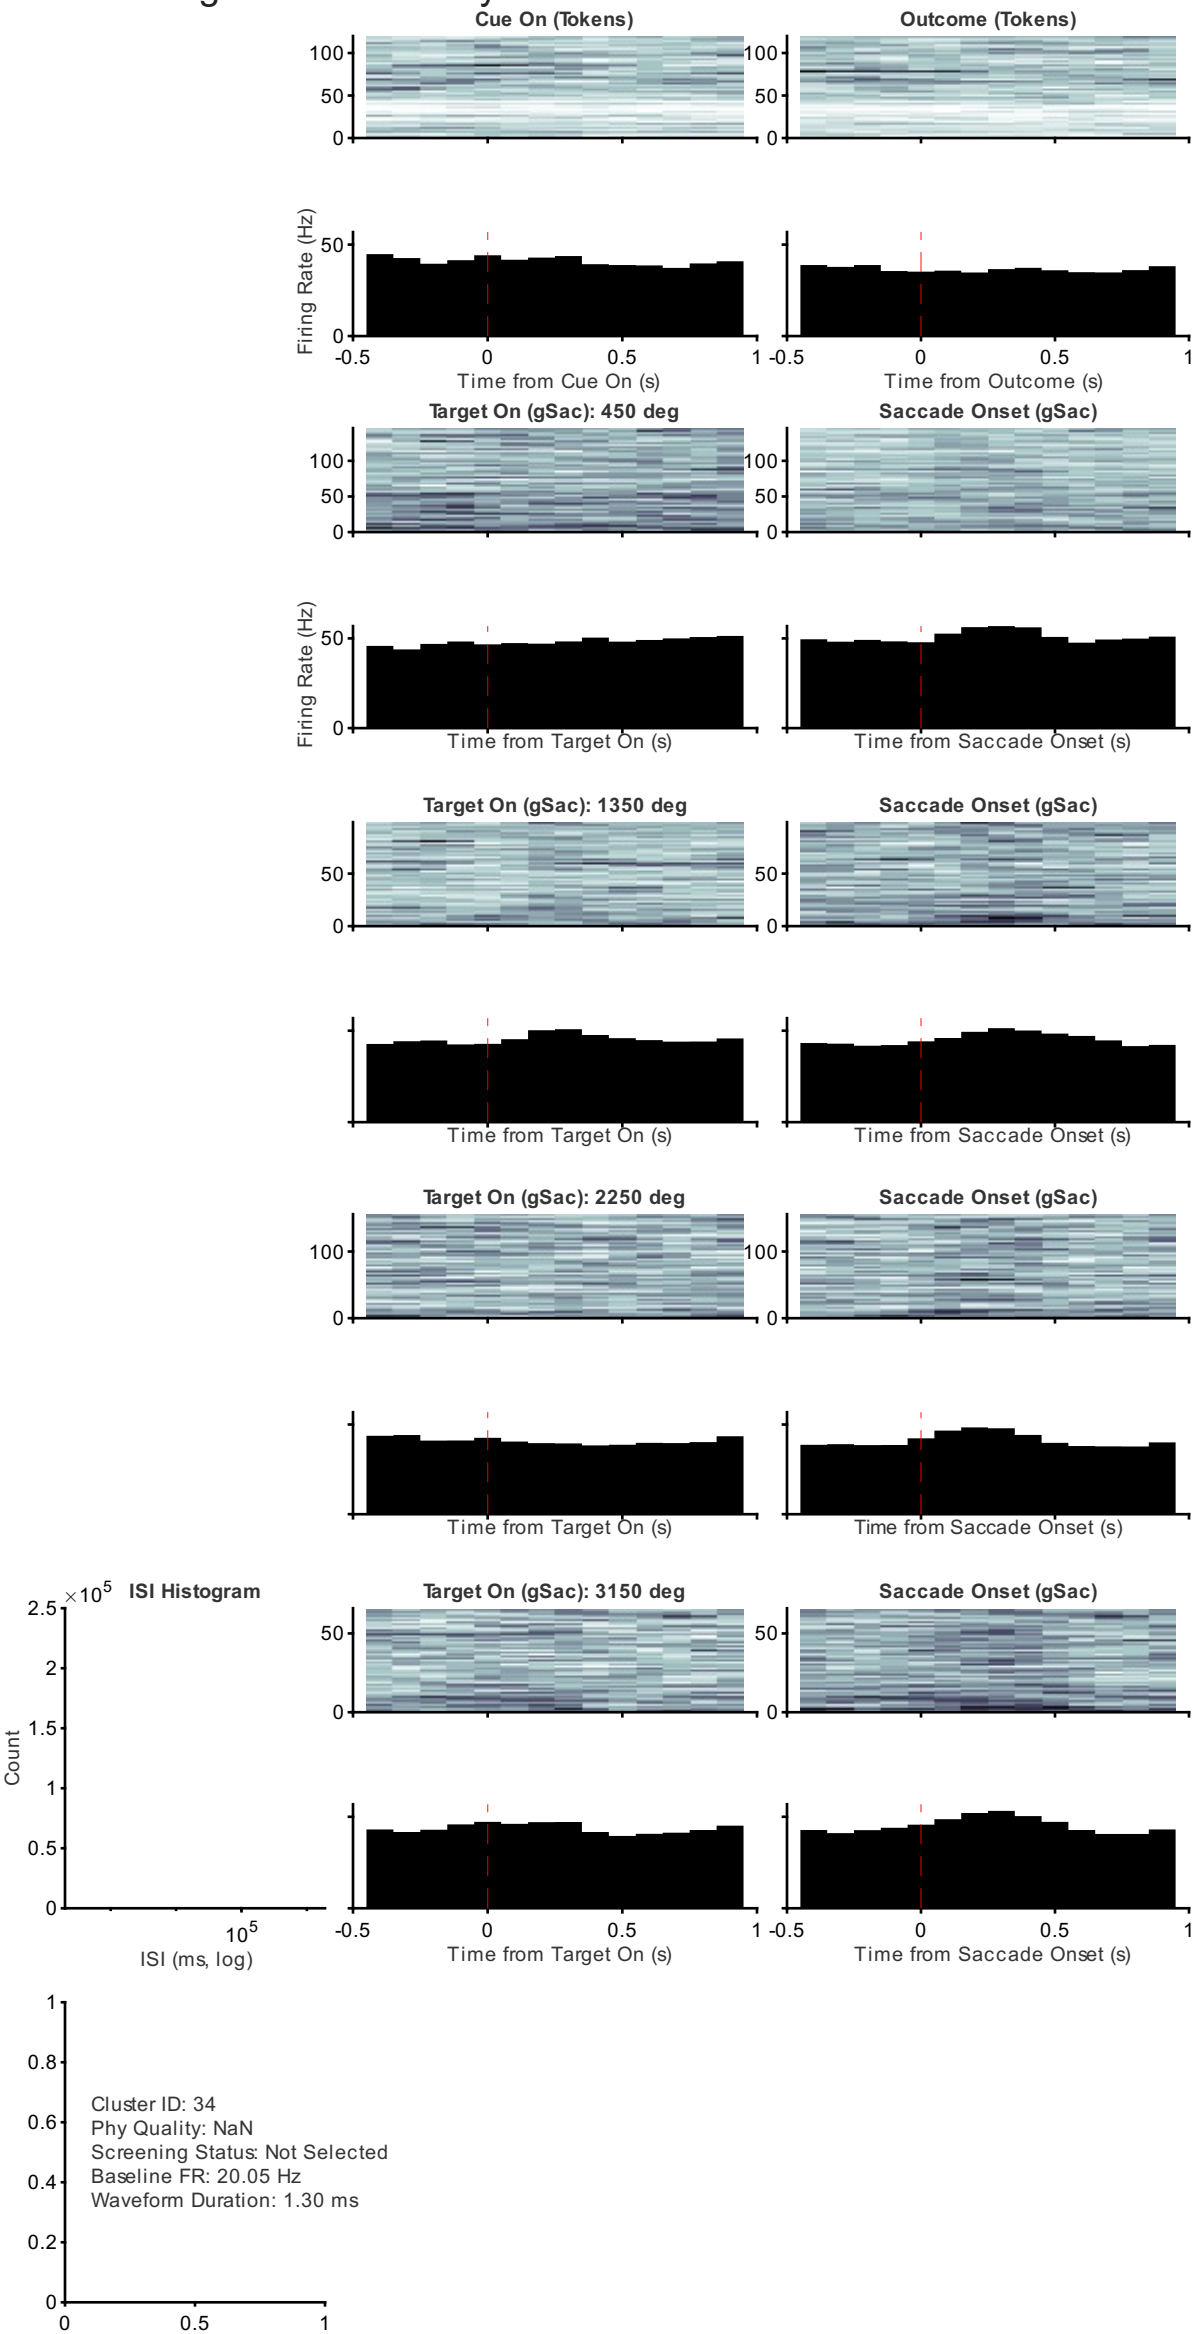 Cue On (Tokens)
Outcome (Tokens)
100
50
0
100
50
0
Firing Rate (Hz)
50
0
-0.5
0
0.5
1
-0.5
0
0.5
1
Time from Cue On (s)
Time from Outcome (s)
Target On (gSac): 450 deg
Saccade Onset (gSac)
100
50
0
100
50
0
Firing Rate (Hz)
50
0
Time from Target On (s)
Time from Saccade Onset (s)
Target On (gSac): 1350 deg
Saccade Onset (gSac)
50
0
50
0
Time from Target On (s)
Time from Saccade Onset (s)
Target On (gSac): 2250 deg
Saccade Onset (gSac)
100
0
100
0
Time from Target On (s)
Time from Saccade Onset (s)
×10⁵
ISI Histogram
2.5
2
1.5
1
0.5
0
Count
10⁵
ISI (ms, log)
Target On (gSac): 3150 deg
Saccade Onset (gSac)
50
0
50
0
-0.5
0
0.5
1
-0.5
0
0.5
1
Time from Target On (s)
Time from Saccade Onset (s)
1
0.8
0.6
0.4
0.2
0
Cluster ID: 34
Phy Quality: NaN
Screening Status: Not Selected
Baseline FR: 20.05 Hz
Waveform Duration: 1.30 ms
0
0.5
1